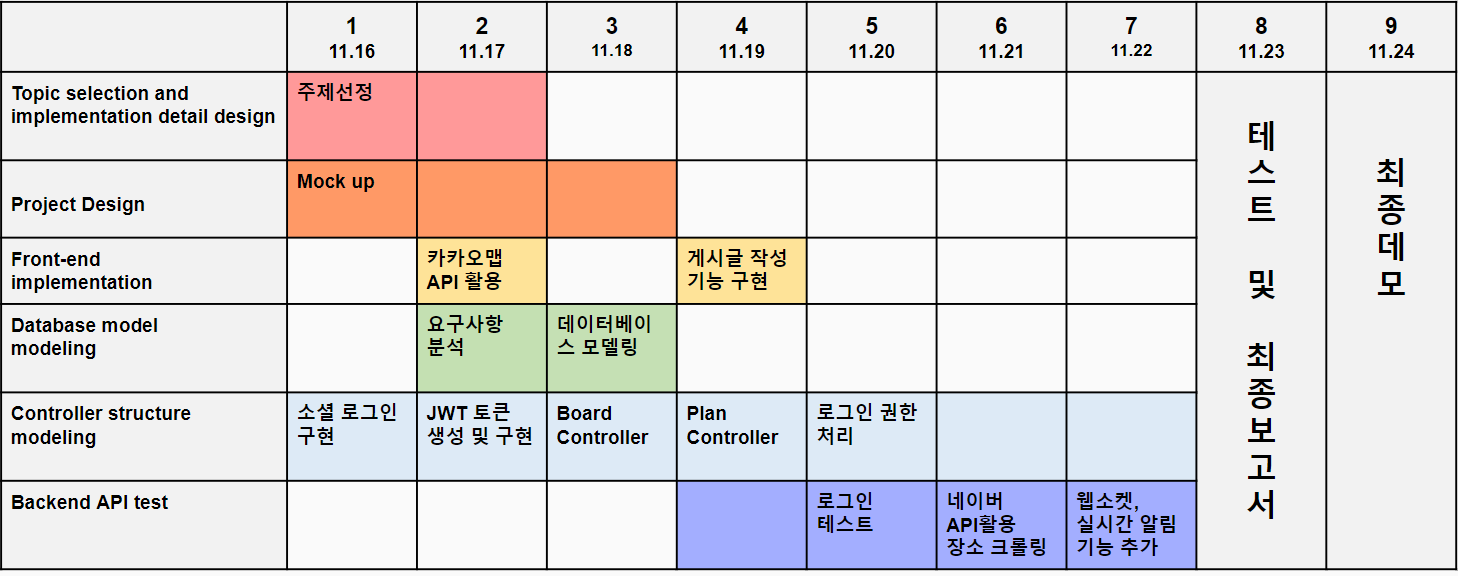 1
11.16
2
11.17
3
11.18
4
11.19
5
11.20
6
11.21
7
11.22
8
11.23
9
11.24
Topic selection and
implementation detail design
주제선정
Project Design
Mock up
Front-end
implementation
카카오맵
API 활용
게시글 작성
기능 구현
Database model
modeling
요구사항
분석
데이터베이
스 모델링
Controller structure
modeling
소셜 로그인
구현
JWT 토큰
생성 및 구현
Board
Controller
Plan
Controller
로그인 권한
처리
Backend API test
로그인
테스트
네이버
API활용
장소 크롤링
웹소켓,
실시간 알림
기능 추가
테스트 및 최종보고서
최종데모